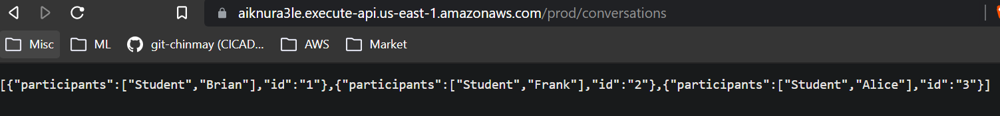 aiknura3le.execute-api.us-east-1.amazonaws.com/prod/conversations
Misc ML git-chinmay (CICAD... AWS Market
[{"participants":["Student","Brian"],"id":"1"},{"participants":["Student","Frank"],"id":"2"},{"participants":["Student","Alice"],"id":"3"}]